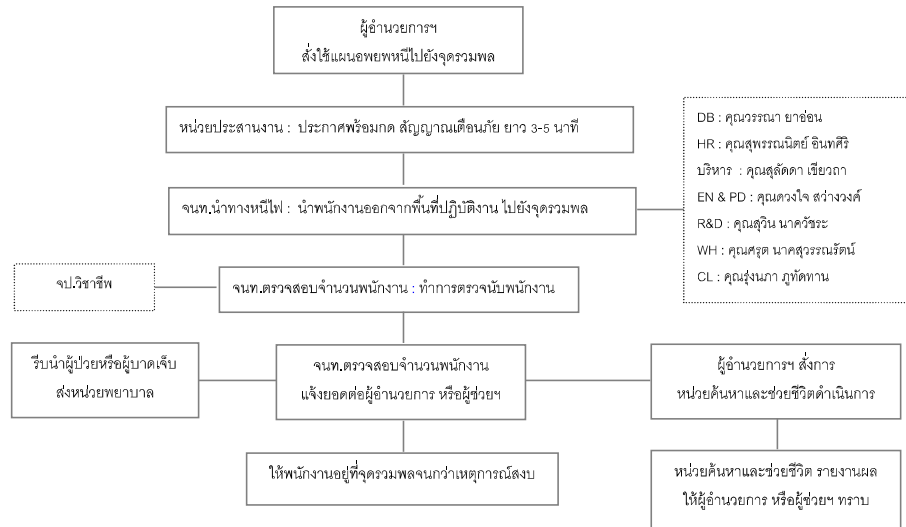 ผู้อำนวยการฯ
สั่งใช้แผนอพยพหนีไปยังจุดรวมพล
หน่วยประสานงาน : ประกาศพร้อมกด สัญญาณเตือนภัย ยาว 3-5 นาที
DB : คุณวรรณา ยาอ่อน
HR : คุณสุพรรณนิตย์ อินทศิริ
บริหาร : คุณสุลัดดา เขียวถา
EN & PD : คุณดวงใจ สว่างวงค์
R&D : คุณสุวิน นาควัชระ
WH : คุณศรุต นาคสุวรรณรัตน์
CL : คุณรุ่งนภา ภูทัดทาน
จนท.นำทางหนีไฟ : นำพนักงานออกจากพื้นที่ปฏิบัติงาน ไปยังจุดรวมพล
จป.วิชาชีพ
จนท.ตรวจสอบจำนวนพนักงาน : ทำการตรวจนับพนักงาน
รีบนำผู้ป่วยหรือผู้บาดเจ็บ
ส่งหน่วยพยาบาล
จนท.ตรวจสอบจำนวนพนักงาน
แจ้งยอดต่อผู้อำนวยการ หรือผู้ช่วยฯ
ผู้อำนวยการฯ สั่งการ
หน่วยค้นหาและช่วยชีวิตดำเนินการ
ให้พนักงานอยู่ที่จุดรวมพลจนกว่าเหตุการณ์สงบ
หน่วยค้นหาและช่วยชีวิต รายงานผล
ให้ผู้อำนวยการ หรือผู้ช่วยฯ ทราบ